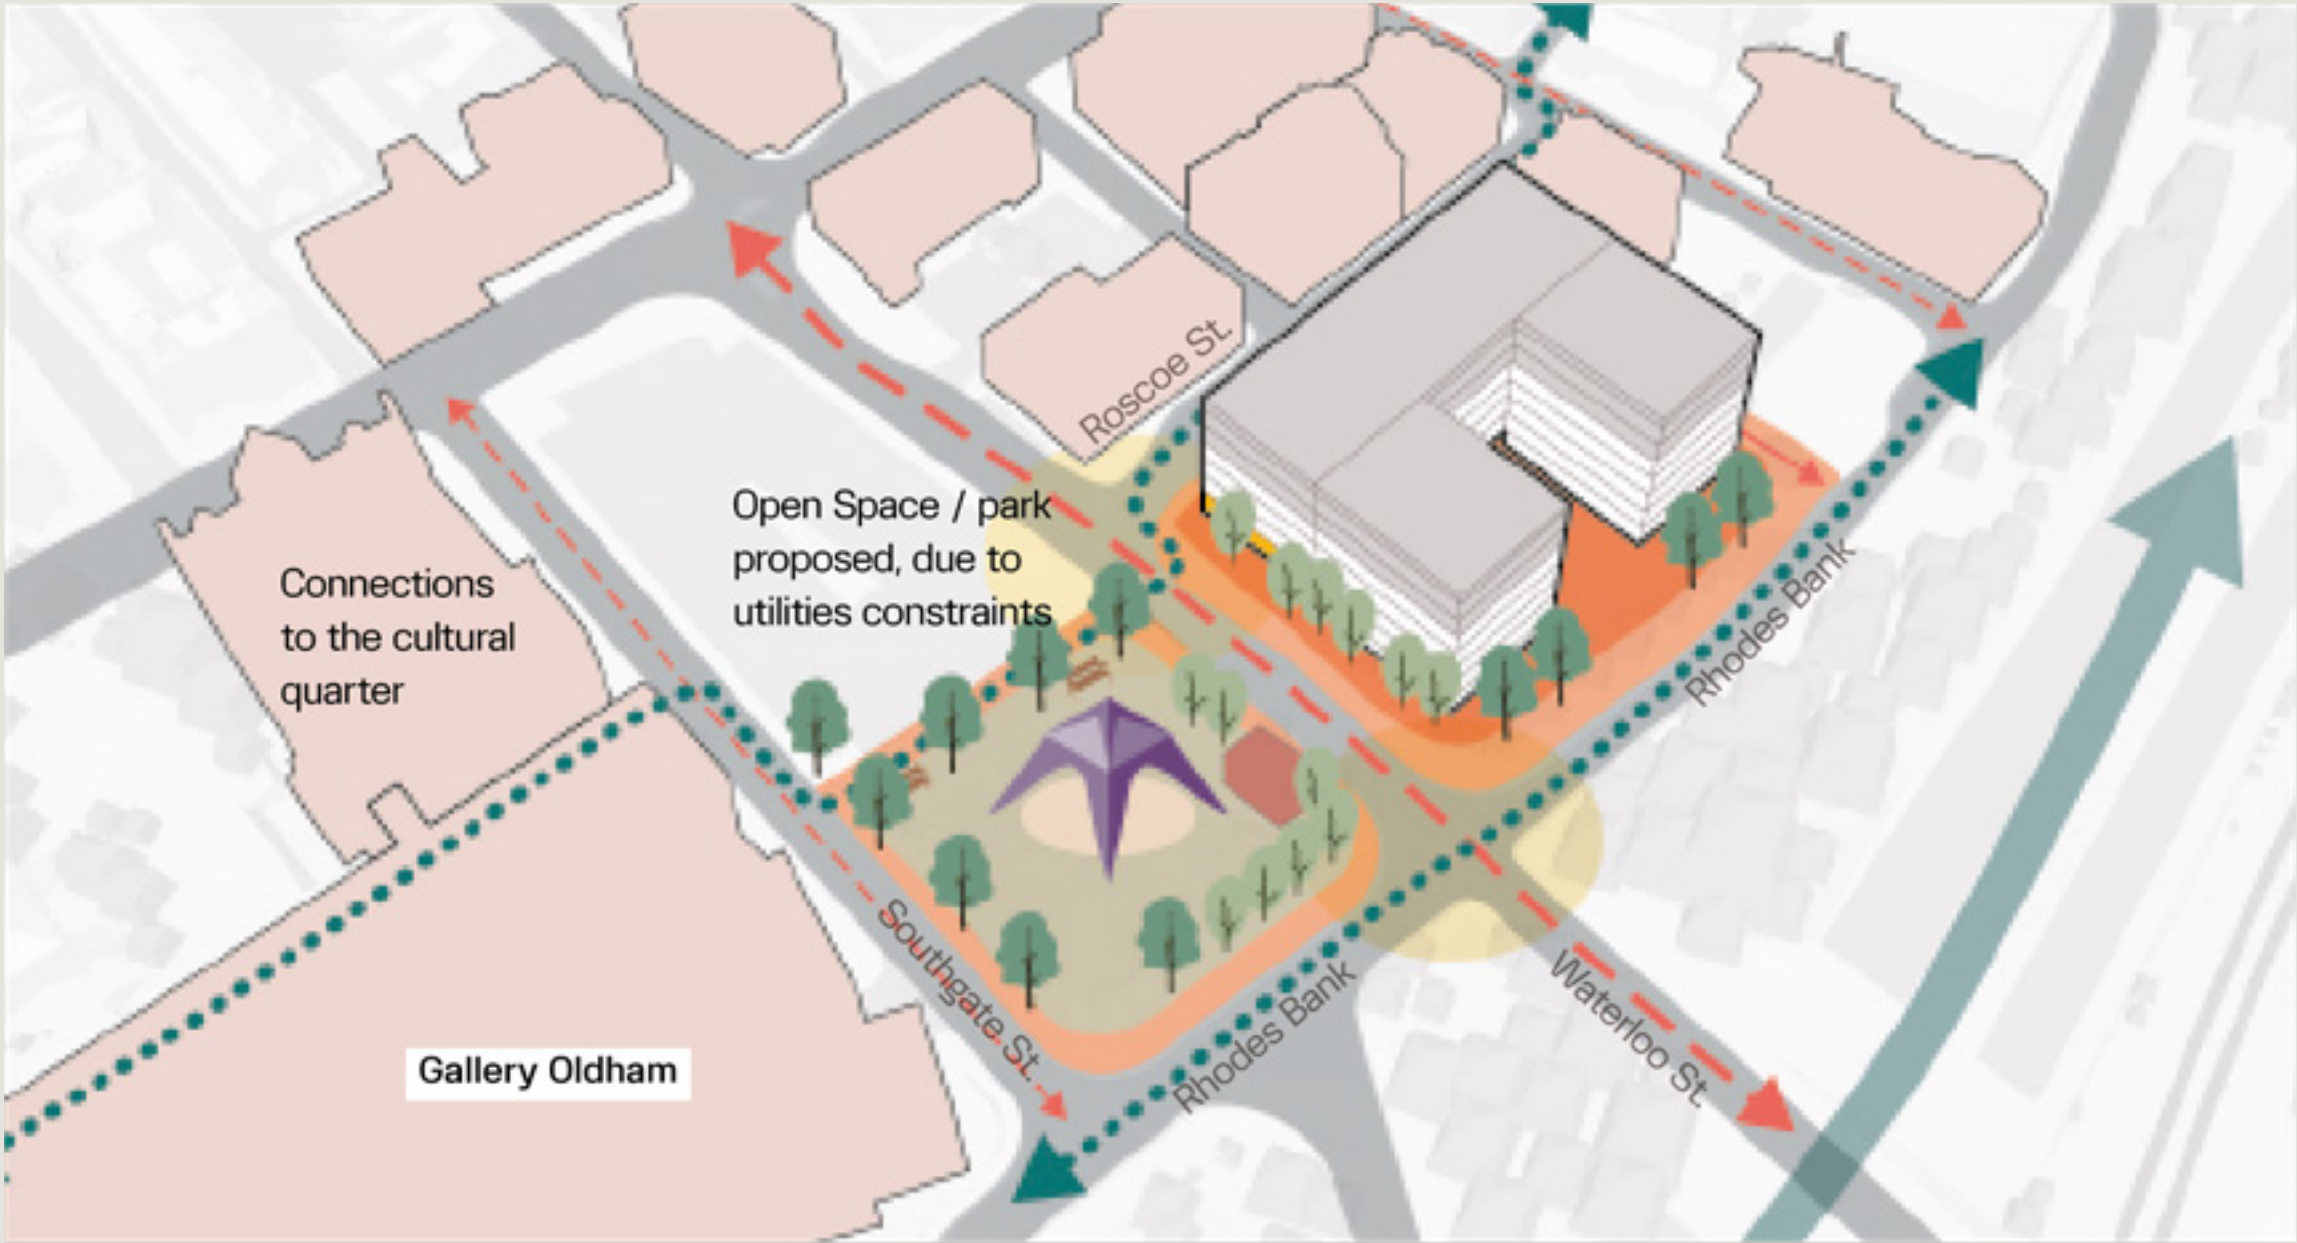 Roscoe St.
Open Space / park
proposed, due to
utilities constraints
Connections
to the cultural
quarter
Rhodes Bank
Southgate St.
Rhodes Bank
Waterloo St.
Gallery Oldham